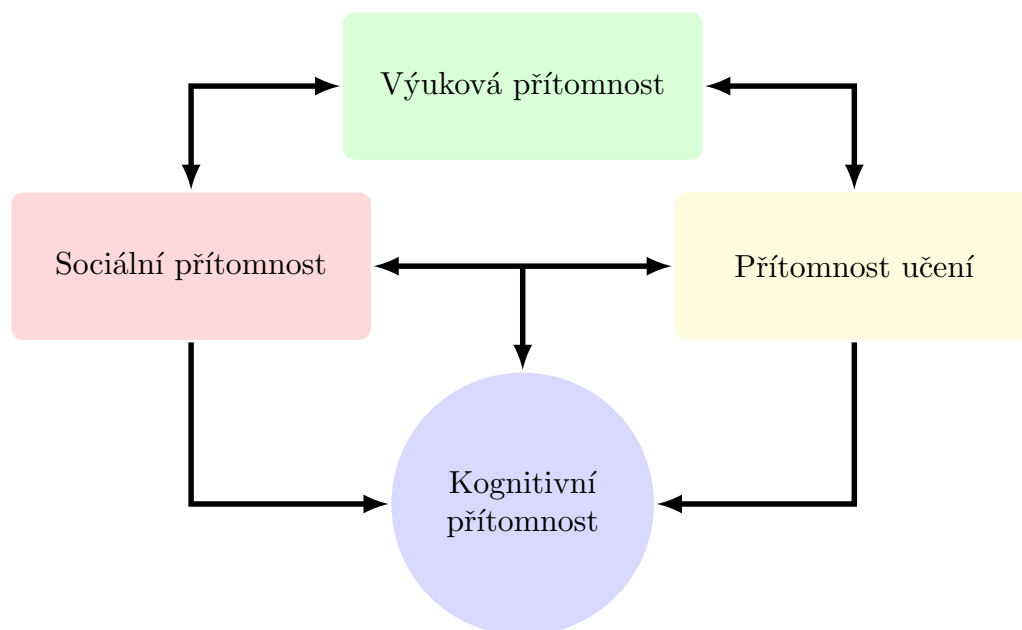 Výuková přítomnost
Sociální přítomnost
Přítomnost učení
Kognitivní
přítomnost